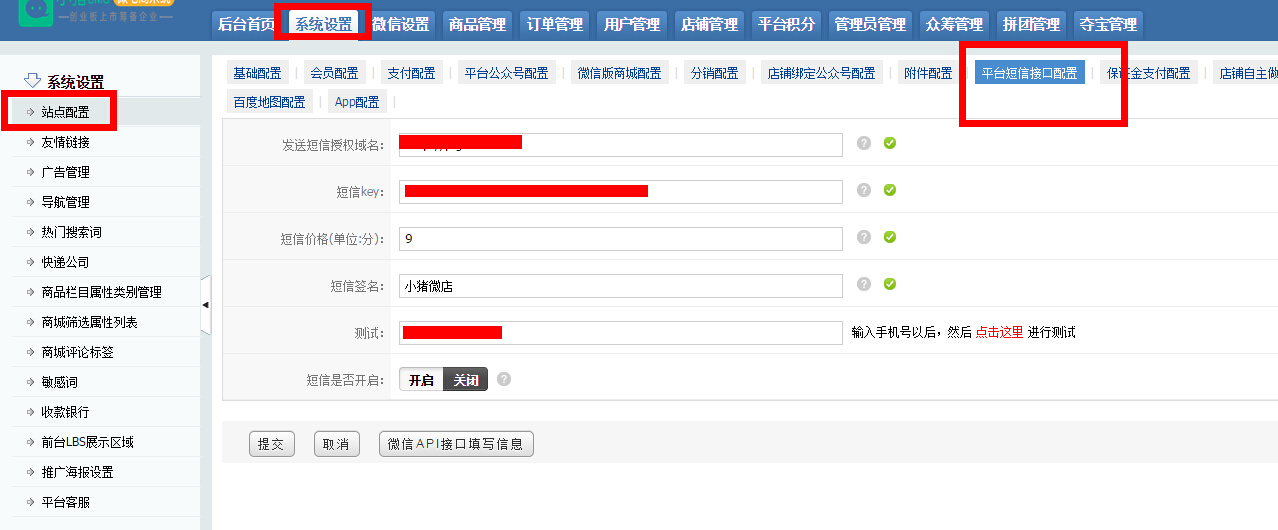 创业板上市筹备企业
后台首页 系统设置 微信设置 商品管理 订单管理 用户管理 店铺管理 平台积分 管理员管理 众筹管理 拼团管理 夺宝管理
系统设置
站点配置
友情链接
广告管理
导航管理
热门搜索词
快递公司
商品栏目属性类别管理
商城筛选属性列表
商城评论标签
敏感词
收款银行
前台LBS展示区域
推广海报设置
平台客服
基础配置 会员配置 支付配置 平台公众号配置 微信版商城配置 分销配置 店铺绑定公众号配置 附件配置 平台短信接口配置 保证金支付配置 店铺自主做
百度地图配置 App配置
发送短信授权域名：
短信key：
短信价格(单位:分)： 9
短信签名： 小猪微店
测试： 输入手机号以后，然后 点击这里 进行测试
短信是否开启： 开启 关闭
提交 取消 微信API接口填写信息